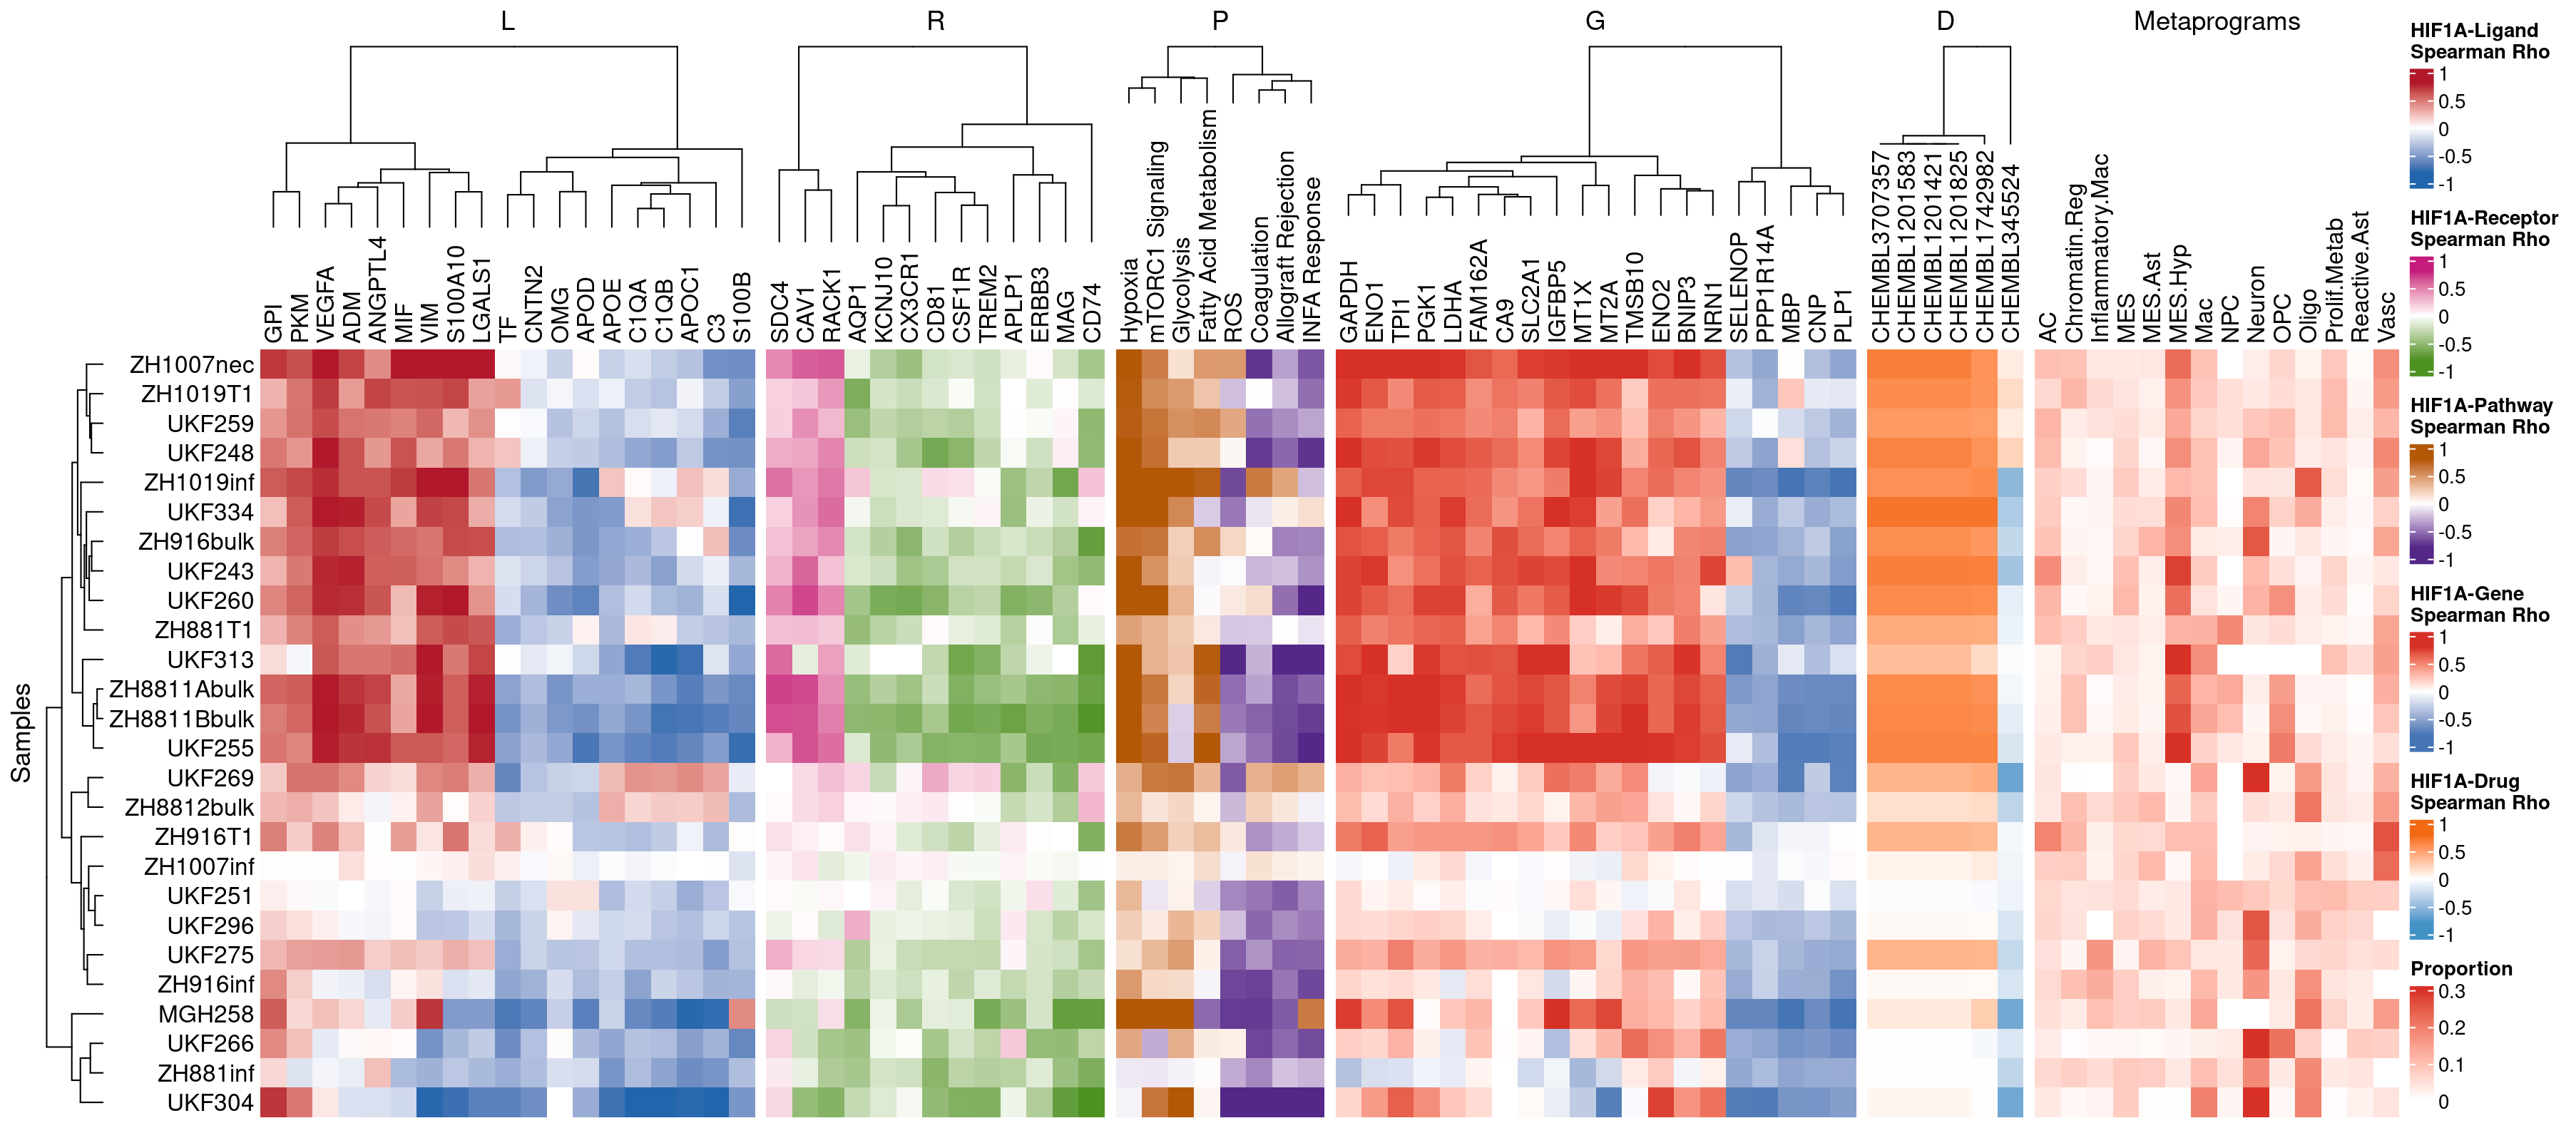 L
R
P
G
D
Metaprograms
GPI
PKM
VEGFA
ADM
ANGPTL4
MIF
VIM
S100A10
LGALS1
TF
CNTN2
OMG
APOD
APOE
C1QA
C1QB
APOC1
C3
S100B
SDC4
CAV1
RACK1
AQP1
KCNJ10
CX3CR1
CD81
CSF1R
TREM2
APLP1
ERBB3
MAG
CD74
Hypoxia
mTORC1 Signaling
Glycolysis
Fatty Acid Metabolism
ROS
Coagulation
Allograft Rejection
INFA Response
GAPDH
ENO1
TPI1
PGK1
LDHA
FAM162A
CA9
SLC2A1
IGFBP5
MT1X
MT2A
TMSB10
ENO2
BNIP3
NRN1
SELENOP
PPP1R14A
MBP
CNP
PLP1
CHEMBL3707357
CHEMBL1201583
CHEMBL1201421
CHEMBL1201825
CHEMBL1742982
CHEMBL345524
AC
Chromatin.Reg
Inflammatory.Mac
MES
MES.Ast
MES.Hyp
Mac
NPC
Neuron
OPC
Oligo
Prolif.Metab
Reactive.Ast
Vasc
Samples
ZH1007nec
ZH1019T1
UKF259
UKF248
ZH1019inf
UKF334
ZH916bulk
UKF243
UKF260
ZH881T1
UKF313
ZH8811Abulk
ZH8811Bbulk
UKF255
UKF269
ZH8812bulk
ZH916T1
ZH1007inf
UKF251
UKF296
UKF275
ZH916inf
MGH258
UKF266
ZH881inf
UKF304
HIF1A-Ligand
Spearman Rho
1
0.5
0
-0.5
-1
HIF1A-Receptor
Spearman Rho
1
0.5
0
-0.5
-1
HIF1A-Pathway
Spearman Rho
1
0.5
0
-0.5
-1
HIF1A-Gene
Spearman Rho
1
0.5
0
-0.5
-1
HIF1A-Drug
Spearman Rho
1
0.5
0
-0.5
-1
Proportion
0.3
0.2
0.1
0